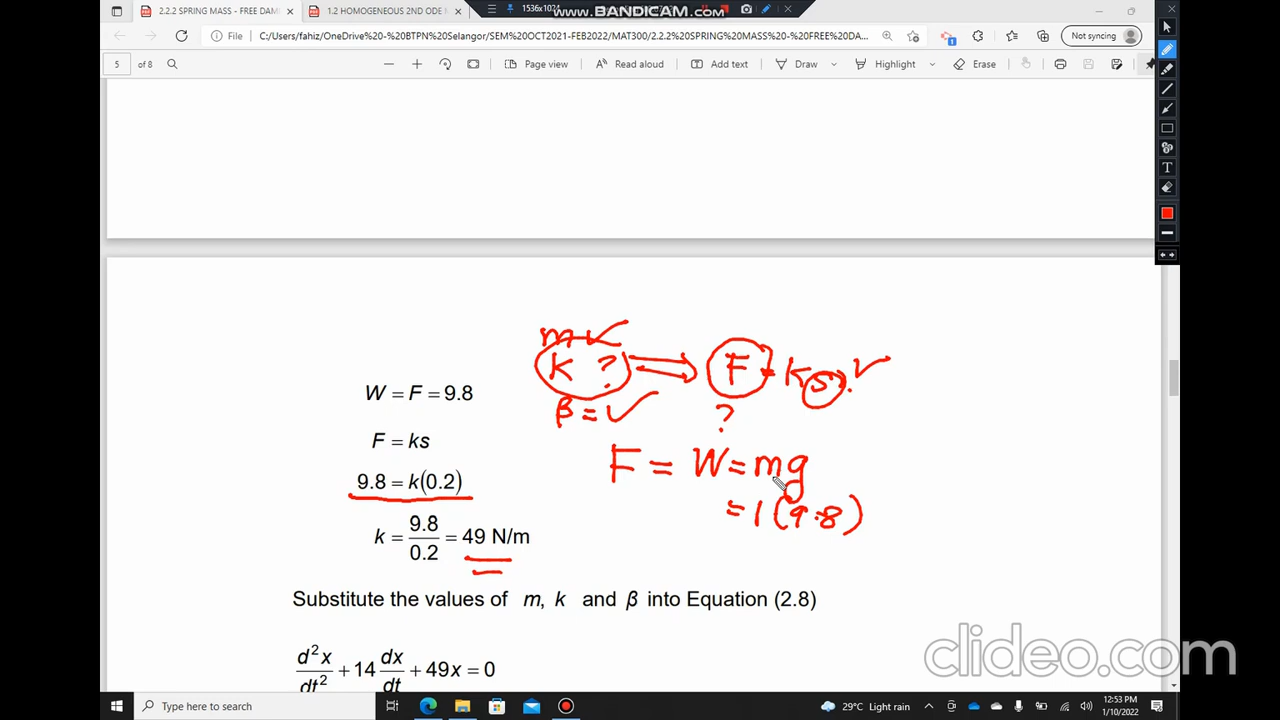 2.2.2 SPRING MASS - FREE DAM
1.2 HOMOGENEOUS 2ND ODE
1536x1024
www.BANDICAM.com
File
C:/Users/fahiz/OneDrive%20-%20BTPN%20Selangor/SEM%20OCT2021-FEB2022/MAT300/2.2.2%20SPRING%20MASS%20-%20FREE%20DA...
Not syncing
5 of 8
Page view
Read aloud
Add text
Draw
Highlight
Erase
m ✓
K ? F = ks ✓
β = ✓ ?
W = F = 9.8
F = ks
F = W = mg
9.8 = k(0.2)
= 1(9.8)
k = 9.8/0.2 = 49 N/m
Substitute the values of m, k and β into Equation (2.8)
d²x/dt² + 14 dx/dt + 49x = 0
clideo.com
Type here to search
29°C Light rain
12:53 PM
1/10/2022